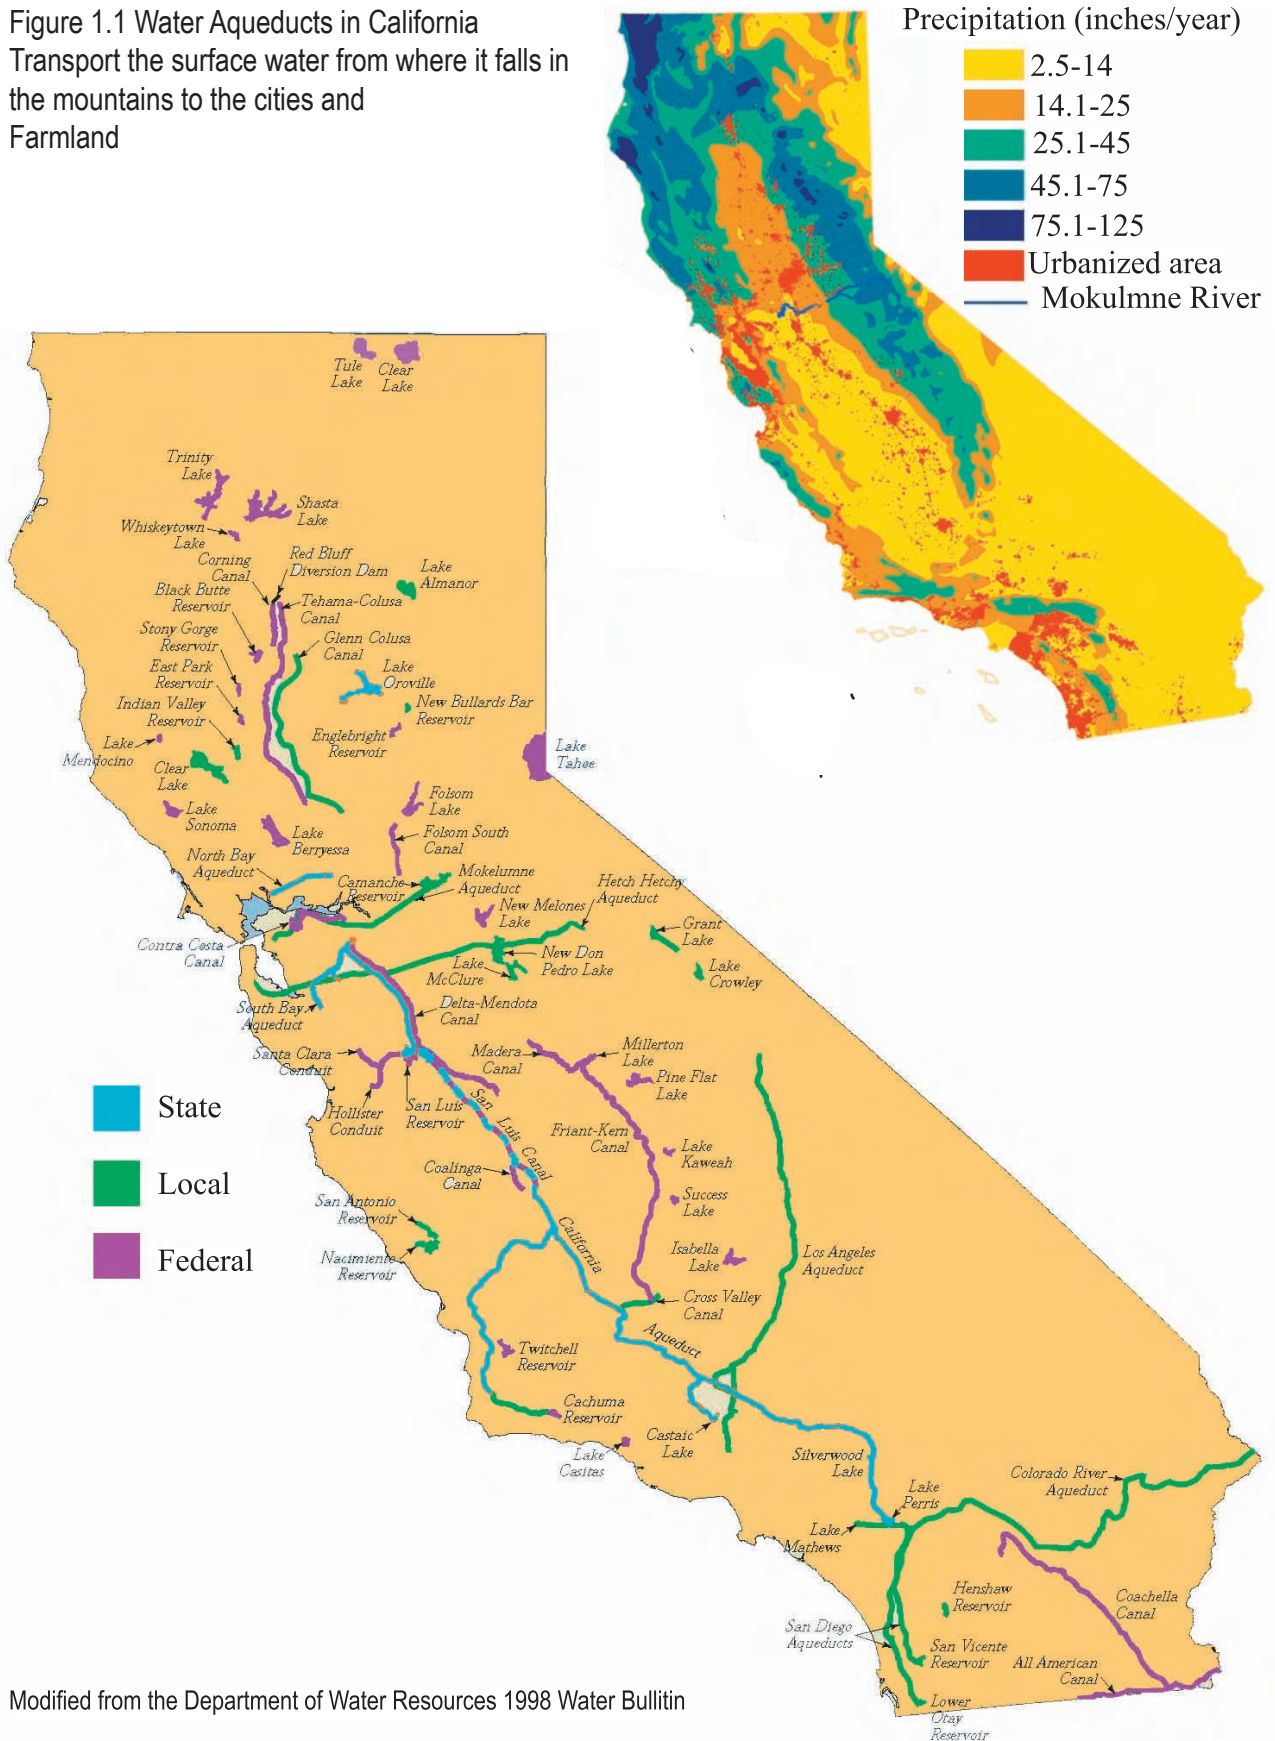 Figure 1.1 Water Aqueducts in California
Transport the surface water from where it falls in
the mountains to the cities and
Farmland
Precipitation (inches/year)
2.5-14
14.1-25
25.1-45
45.1-75
75.1-125
Urbanized area
Mokulmne River
Tule
Lake
Clear
Lake
Trinity
Lake
Shasta
Lake
Whiskeytown
Lake
Corning
Canal
Red Bluff
Diversion Dam
Lake
Almanor
Black Butte
Reservoir
Tehama-Colusa
Canal
Stony Gorge
Reservoir
Glenn Colusa
Canal
East Park
Reservoir
Lake
Oroville
Indian Valley
Reservoir
New Bullards Bar
Reservoir
Englebright
Reservoir
Lake
Mendocino
Clear
Lake
Lake
Tahoe
Lake
Sonoma
Folsom
Lake
Lake
Berryessa
Folsom South
Canal
North Bay
Aqueduct
Camanche
Reservoir
Mokelumne
Aqueduct
Hetch Hetchy
Aqueduct
New Melones
Lake
Grant
Lake
Contra Costa
Canal
New Don
Pedro Lake
Lake
McClure
Lake
Crowley
South Bay
Aqueduct
Delta-Mendota
Canal
Santa Clara
Conduit
Madera
Canal
Millerton
Lake
Pine Flat
Lake
Hollister
Conduit
San Luis
Reservoir
San Luis Canal
Friant-Kern
Canal
Lake
Kaweah
Coalinga
Canal
Success
Lake
San Antonio
Reservoir
Nacimiento
Reservoir
California
Aqueduct
Isabella
Lake
Los Angeles
Aqueduct
Cross Valley
Canal
State
Local
Federal
Twitchell
Reservoir
Cachuma
Reservoir
Lake
Casitas
Castaic
Lake
Silverwood
Lake
Lake
Perris
Colorado River
Aqueduct
Lake
Mathews
Henshaw
Reservoir
Coachella
Canal
San Diego
Aqueducts
San Vicente
Reservoir
All American
Canal
Lower
Otay
Reservoir
Modified from the Department of Water Resources 1998 Water Bullitin